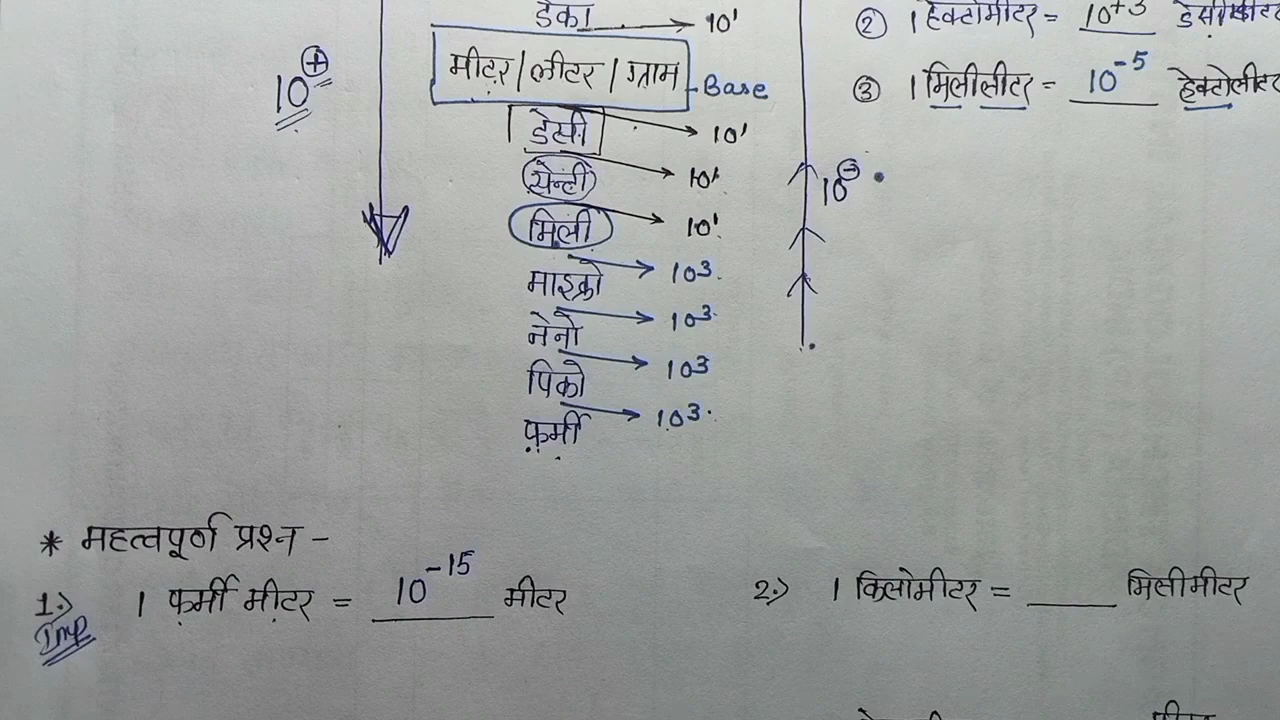 डेका 10¹
मीटर/लीटर/ग्राम Base
डेसी 10¹
सेन्टी 10¹
मिली 10¹
माइक्रो 10³
नेनो 10³
पिको 10³
फ़र्मी 10³
10⁺
10⁻
② 1 हेक्टोमीटर = 10⁺³
③ 1 मिलीलीटर = 10⁻⁵ हेक्टोलीटर
* महत्वपूर्ण प्रश्न -
1.) 1 फ़र्मी मीटर = 10⁻¹⁵ मीटर
Imp
2.) 1 किलोमीटर = ____ मिलीमीटर